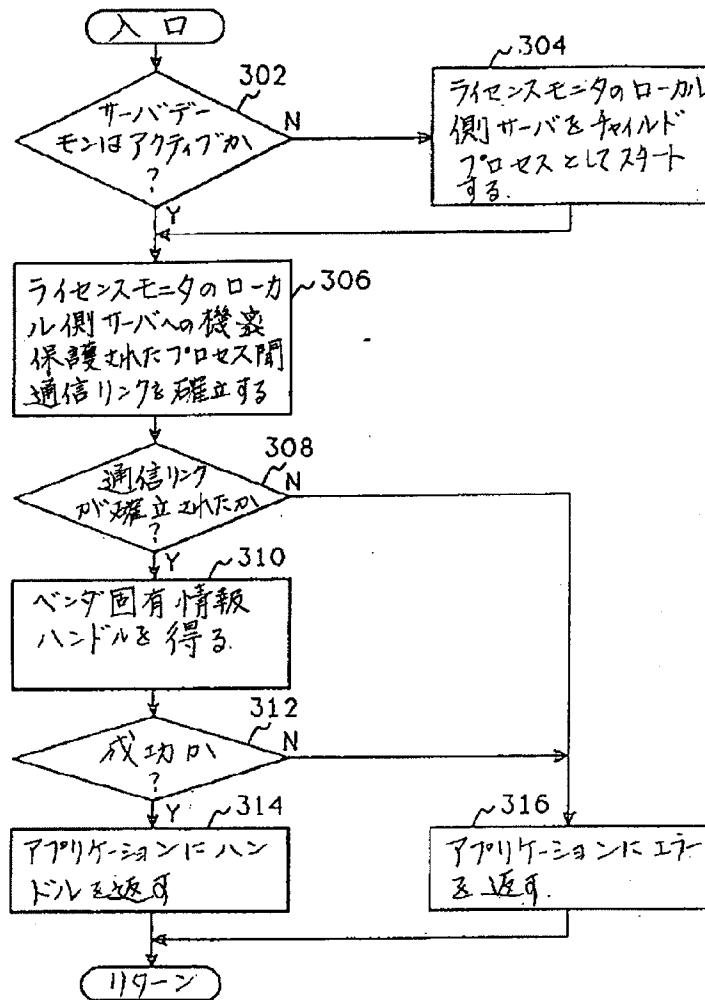 入口
302
サーバデー
モンはアクティブか
?
N
Y
304
ライセンスモニタのローカル
側サーバをチャイルド
プロセスとしてスタート
する.
306
ライセンスモニタのローカ
ル側サーバへの機密
保護されたプロセス間
通信リンクを確立する
308
通信リンク
が確立されたか
?
N
Y
310
ベンダ固有情報
ハンドルを得る.
312
成功か
?
N
Y
314
アプリケーションにハン
ドルを返す
316
アプリケーションにエラー
を返す.
リターン